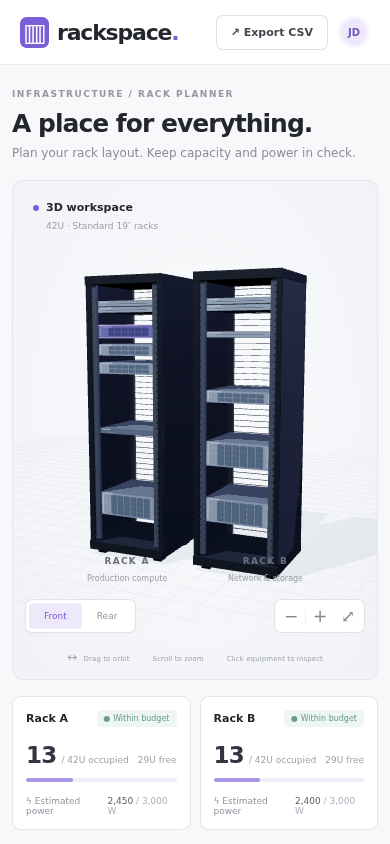 rackspace.
↗ Export CSV
JD
INFRASTRUCTURE / RACK PLANNER
A place for everything.
Plan your rack layout. Keep capacity and power in check.
3D workspace
42U · Standard 19″ racks
RACK A
Production compute
RACK B
Network & storage
Front
Rear
Drag to orbit · Scroll to zoom · Click equipment to inspect
Rack A
Within budget
13 / 42U occupied 29U free
ϟ Estimated power
2,450 / 3,000 W
Rack B
Within budget
13 / 42U occupied 29U free
ϟ Estimated power
2,400 / 3,000 W